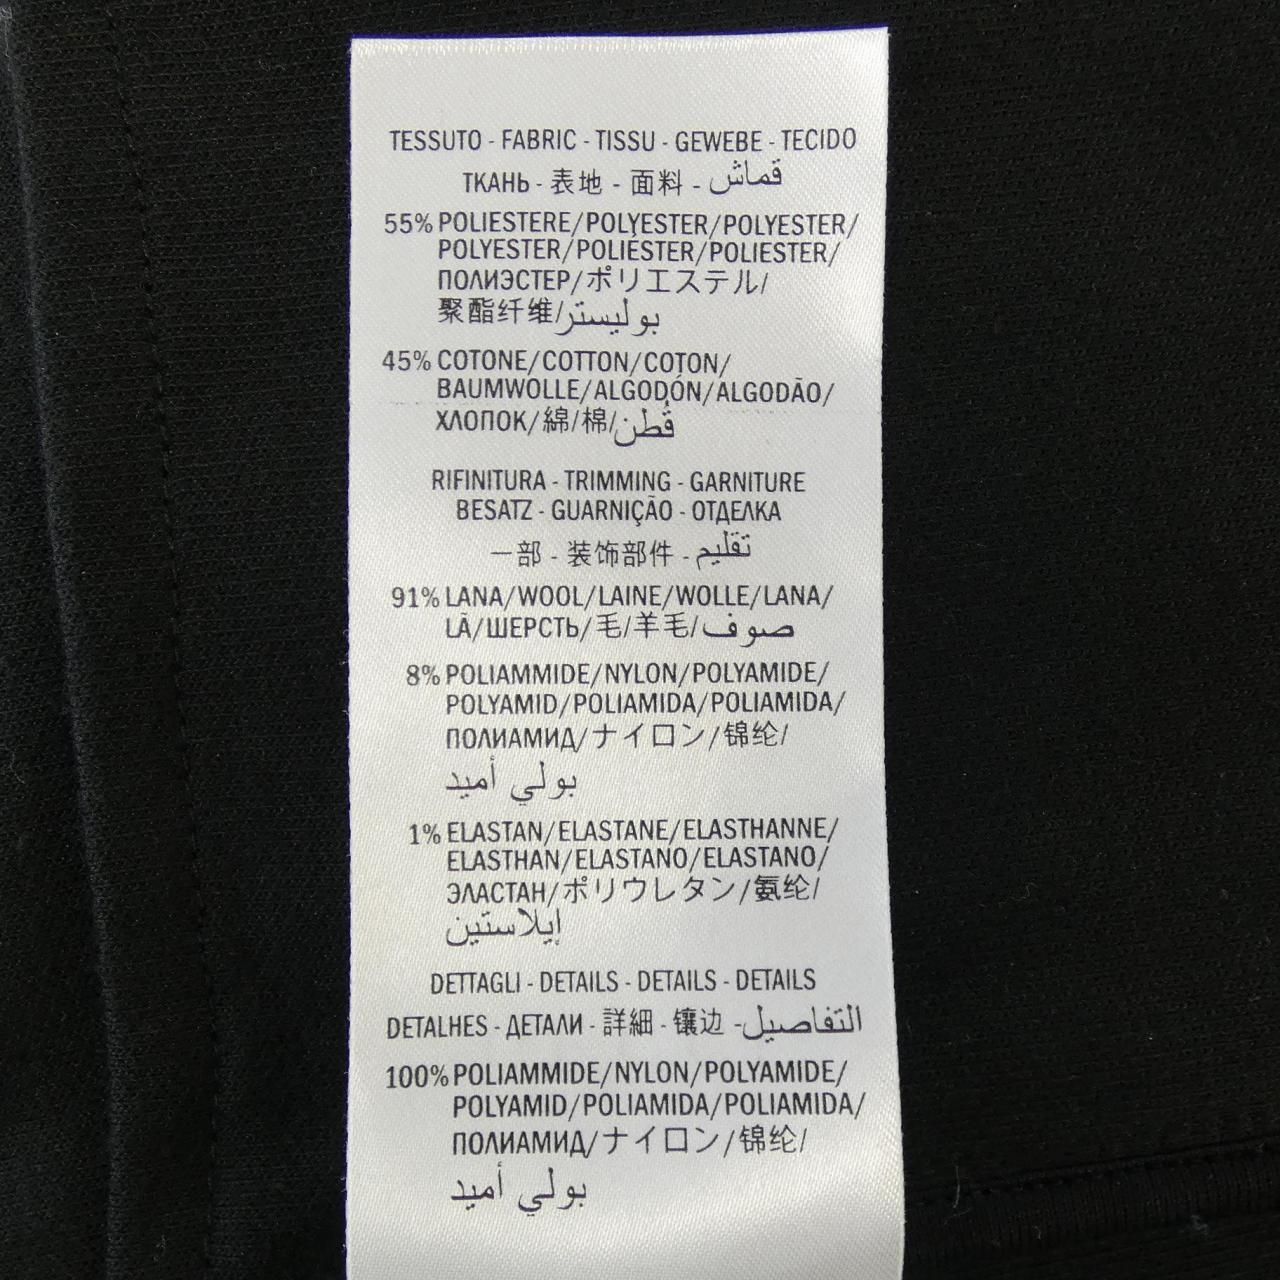 TESSUTO - FABRIC - TISSU - GEWEBE - TECIDO
ТКАНЬ - 表地 - 面料 - قماش
55% POLIESTERE/POLYESTER/POLYESTER/
POLYESTER/POLIÉSTER/POLIESTER/
ПОЛИЭСТЕР/ポリエステル/
聚酯纤维/بوليستر
45% COTONE/COTTON/COTON/
BAUMWOLLE/ALGODÓN/ALGODÃO/
ХЛОПОК/綿/棉/قُطن
RIFINITURA - TRIMMING - GARNITURE
BESATZ - GUARNIÇÃO - ОТДЕЛКА
一部 - 装饰部件 - تقليم
91% LANA/WOOL/LAINE/WOLLE/LANA/
LÃ/ШЕРСТЬ/毛/羊毛/صوف
8% POLIAMMIDE/NYLON/POLYAMIDE/
POLYAMID/POLIAMIDA/POLIAMIDA/
ПОЛИАМИД/ナイロン/锦纶/
بولي أميد
1% ELASTAN/ELASTANE/ELASTHANNE/
ELASTHAN/ELASTANO/ELASTANO/
ЭЛАСТАН/ポリウレタン/氨纶/
إيلاستين
DETTAGLI - DETAILS - DETAILS - DETAILS
DETALHES - ДЕТАЛИ - 詳細 - 镶边 - التفاصيل
100% POLIAMMIDE/NYLON/POLYAMIDE/
POLYAMID/POLIAMIDA/POLIAMIDA/
ПОЛИАМИД/ナイロン/锦纶/
بولي أميد